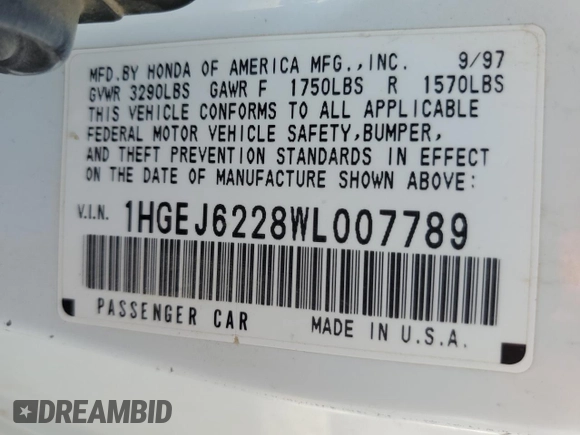 MFD.BY HONDA OF AMERICA MFG.,INC. 9/97
GVWR 3290LBS GAWR F 1750LBS R 1570LBS
THIS VEHICLE CONFORMS TO ALL APPLICABLE
FEDERAL MOTOR VEHICLE SAFETY,BUMPER,
AND THEFT PREVENTION STANDARDS IN EFFECT
ON THE DATE OF MANUFACTURE SHOWN ABOVE:
V.I.N. 1HGEJ6228WL007789
PASSENGER CAR MADE IN U.S.A.
DREAMBID